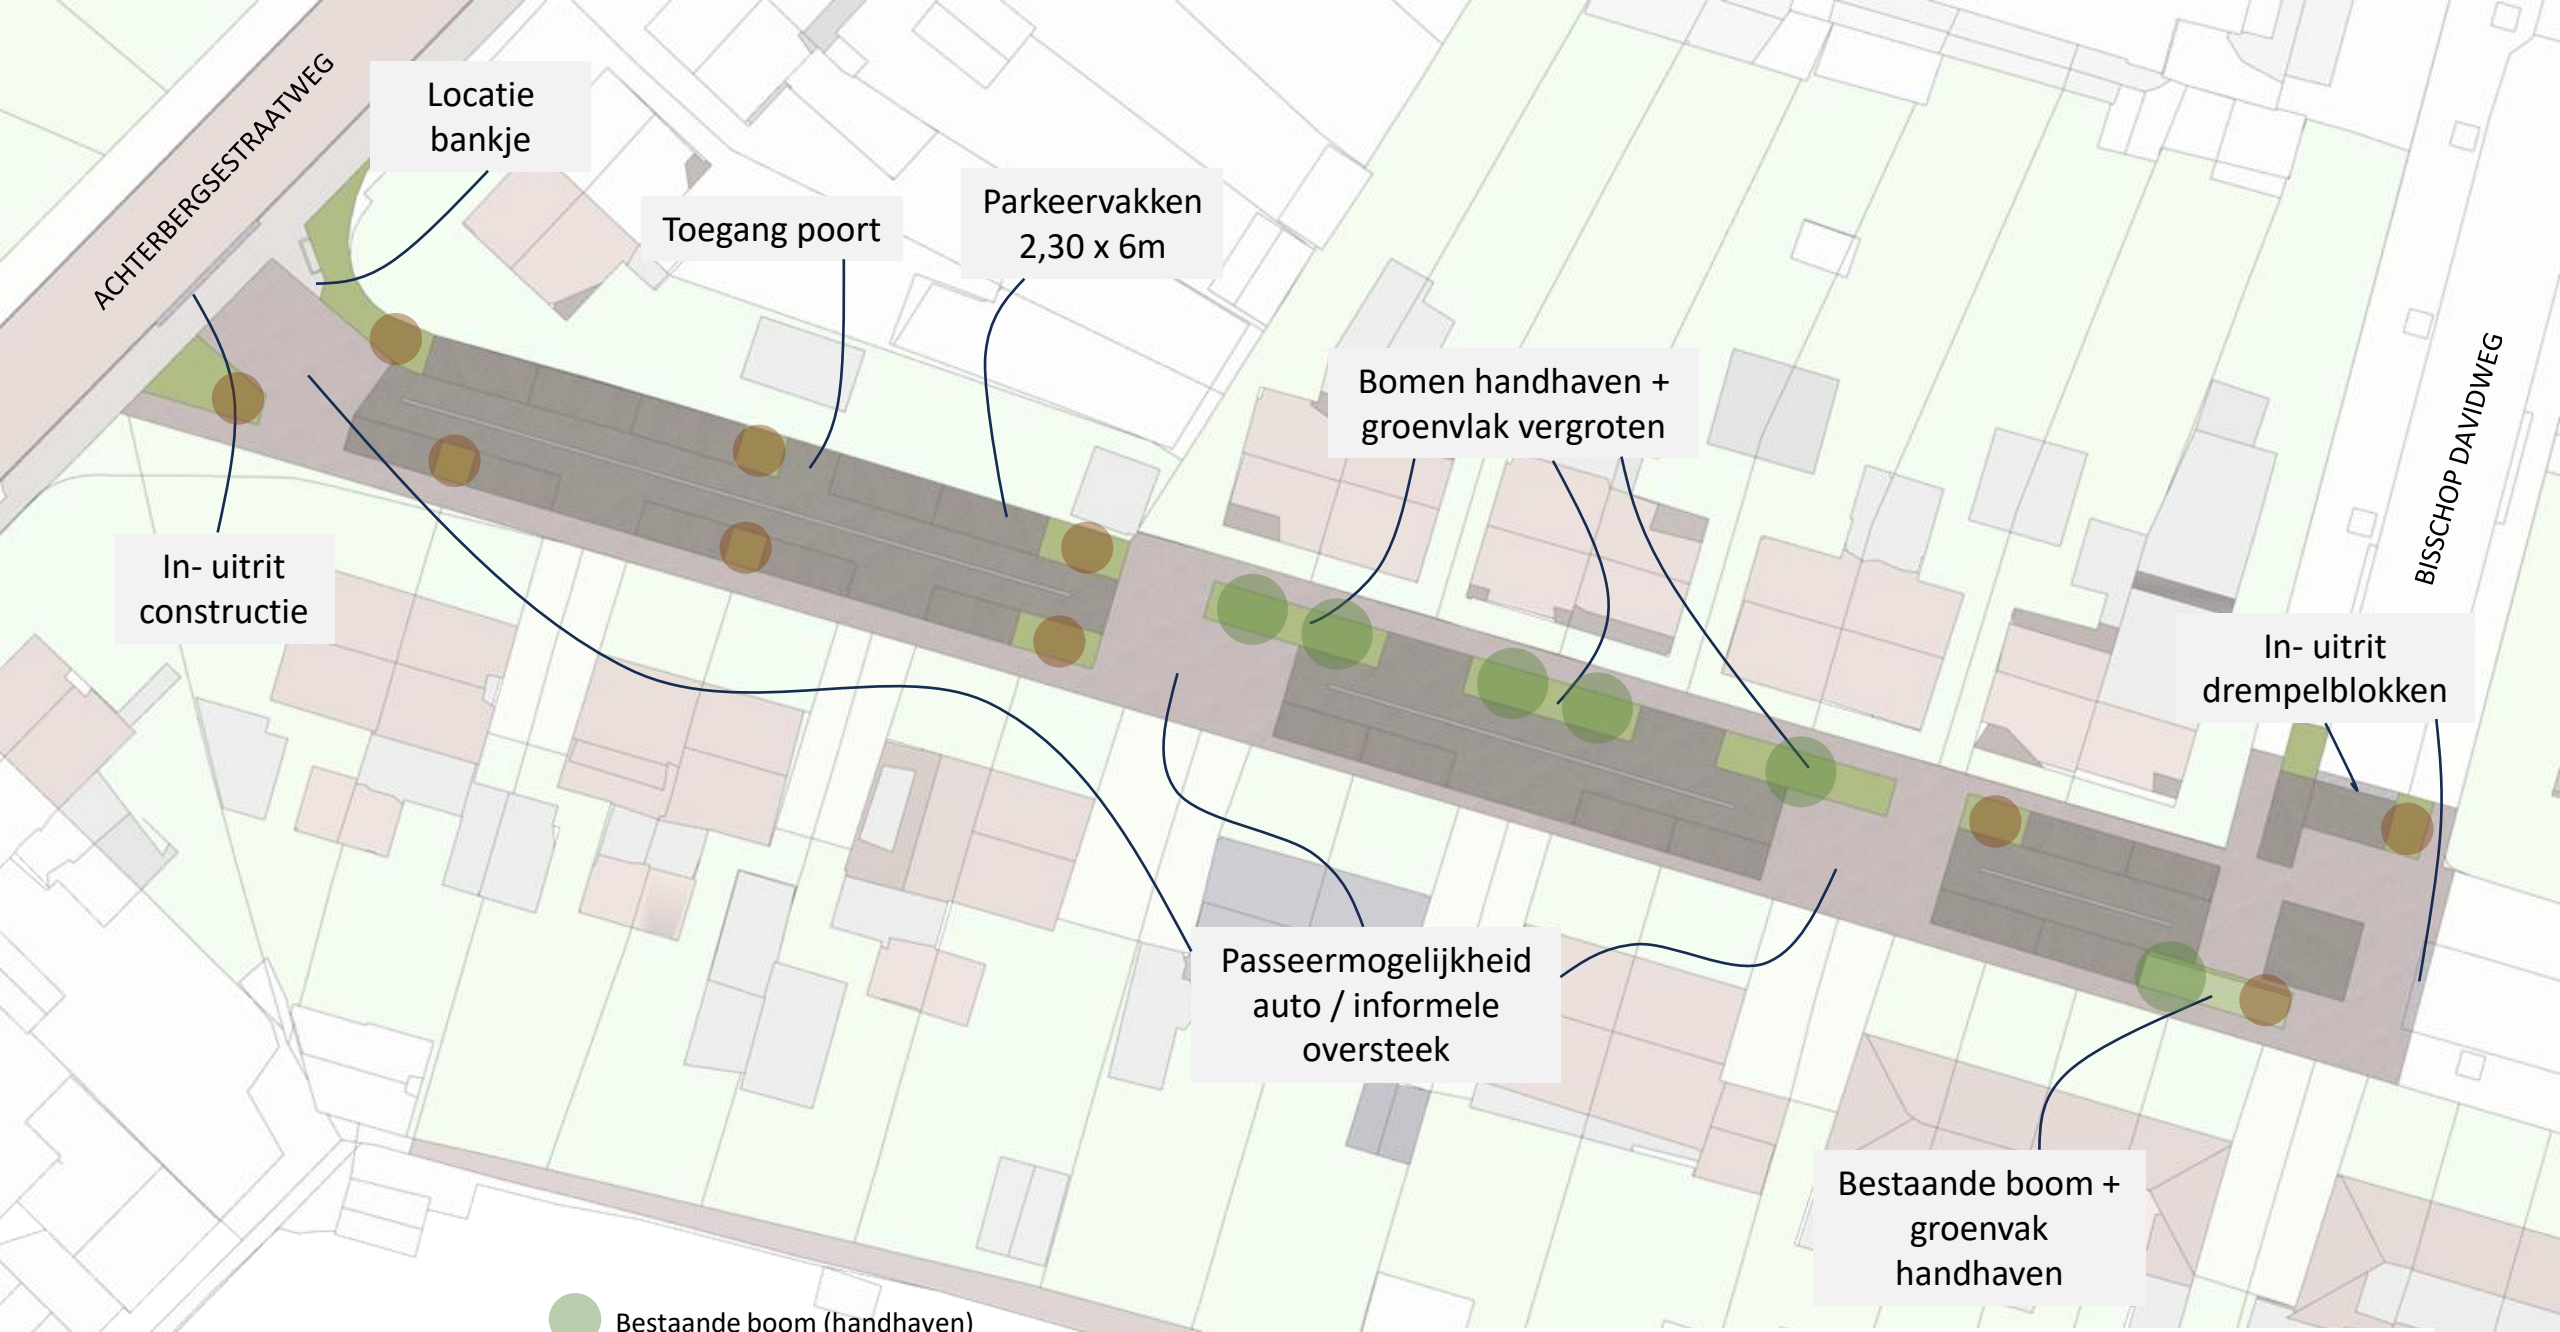 ACHTERBERGSESTRAATWEG
Locatie
bankje
Toegang poort
Parkeervakken
2,30 x 6m
Bomen handhaven +
groenvlak vergroten
BISSCHOP DAVIDWEG
In- uitrit
constructie
In- uitrit
drempelblokken
Passeermogelijkheid
auto / informele
oversteek
Bestaande boom +
groenvak
handhaven
Bestaande boom (handhaven)